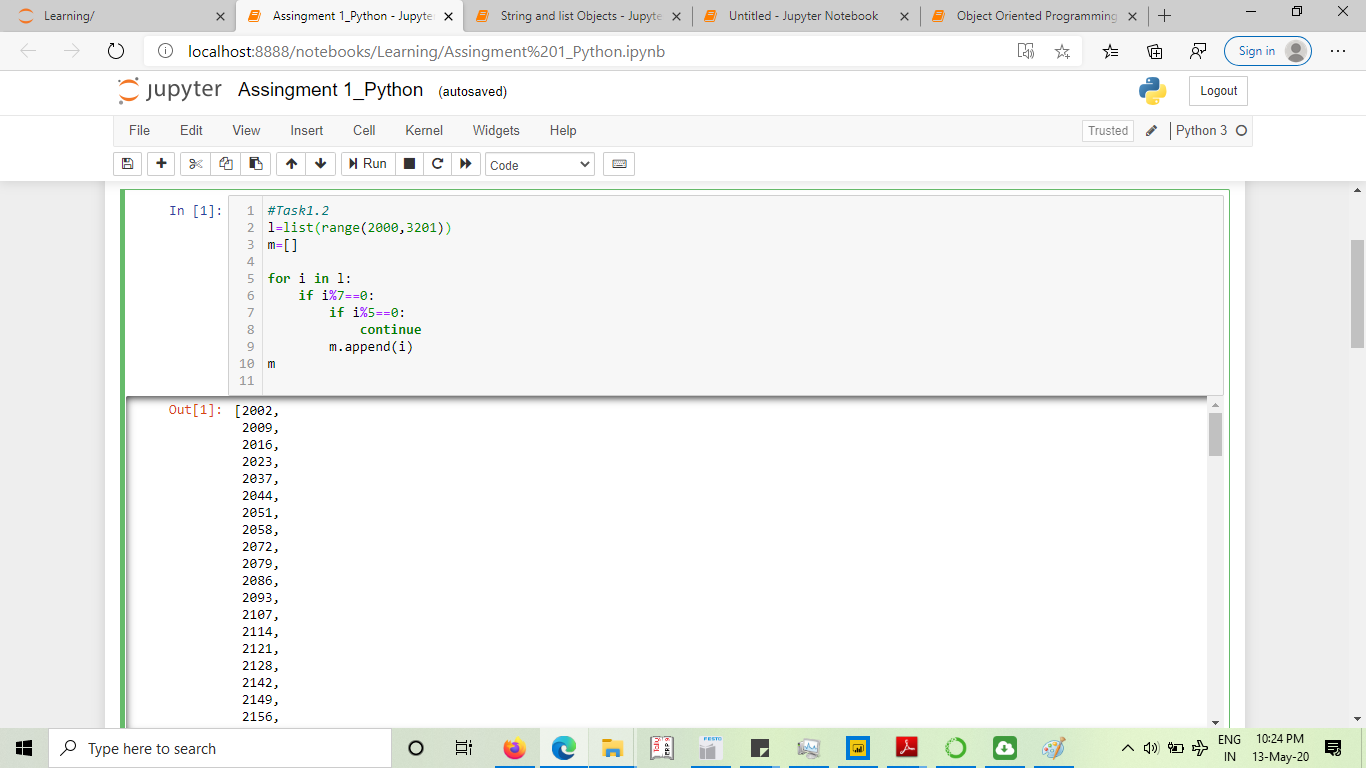 Learning/
Assingment 1_Python - Jupyter
String and list Objects - Jupyte
Untitled - Jupyter Notebook
Object Oriented Programming
localhost:8888/notebooks/Learning/Assingment%201_Python.ipynb
Sign in
jupyter Assingment 1_Python (autosaved)
Logout
File Edit View Insert Cell Kernel Widgets Help
Trusted
Python 3
Run
Code
In [1]:
1 #Task1.2
2 l=list(range(2000,3201))
3 m=[]
4
5 for i in l:
6     if i%7==0:
7         if i%5==0:
8             continue
9         m.append(i)
10 m
11
Out[1]: [2002,
2009,
2016,
2023,
2037,
2044,
2051,
2058,
2072,
2079,
2086,
2093,
2107,
2114,
2121,
2128,
2142,
2149,
2156,
Type here to search
FESTO
ENG
IN
10:24 PM
13-May-20